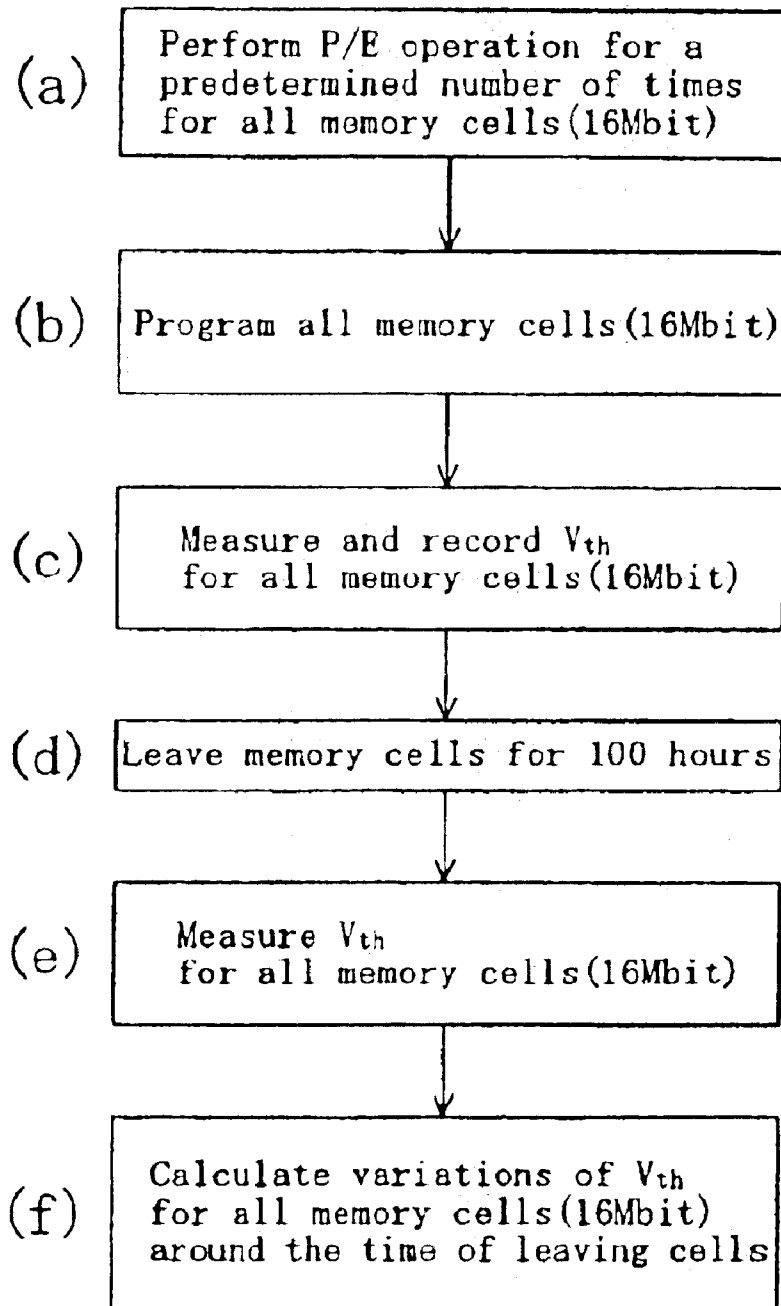 (a)
Perform P/E operation for a
predetermined number of times
for all memory cells(16Mbit)
(b)
Program all memory cells(16Mbit)
(c)
Measure and record Vth
for all memory cells(16Mbit)
(d)
Leave memory cells for 100 hours
(e)
Measure Vth
for all memory cells(16Mbit)
(f)
Calculate variations of Vth
for all memory cells(16Mbit)
around the time of leaving cells